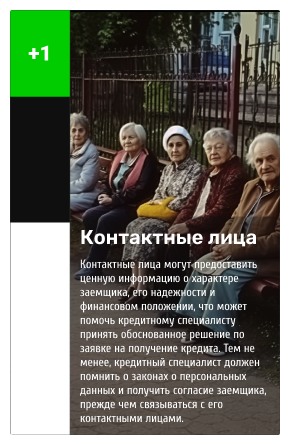 +1
Контактные лица
Контактные лица могут предоставить
ценную информацию о характере
заемщика, его надежности и
финансовом положении, что может
помочь кредитному специалисту
принять обоснованное решение по
заявке на получение кредита. Тем не
менее, кредитный специалист должен
помнить о законах о персональных
данных и получить согласие заемщика,
прежде чем связываться с его
контактными лицами.